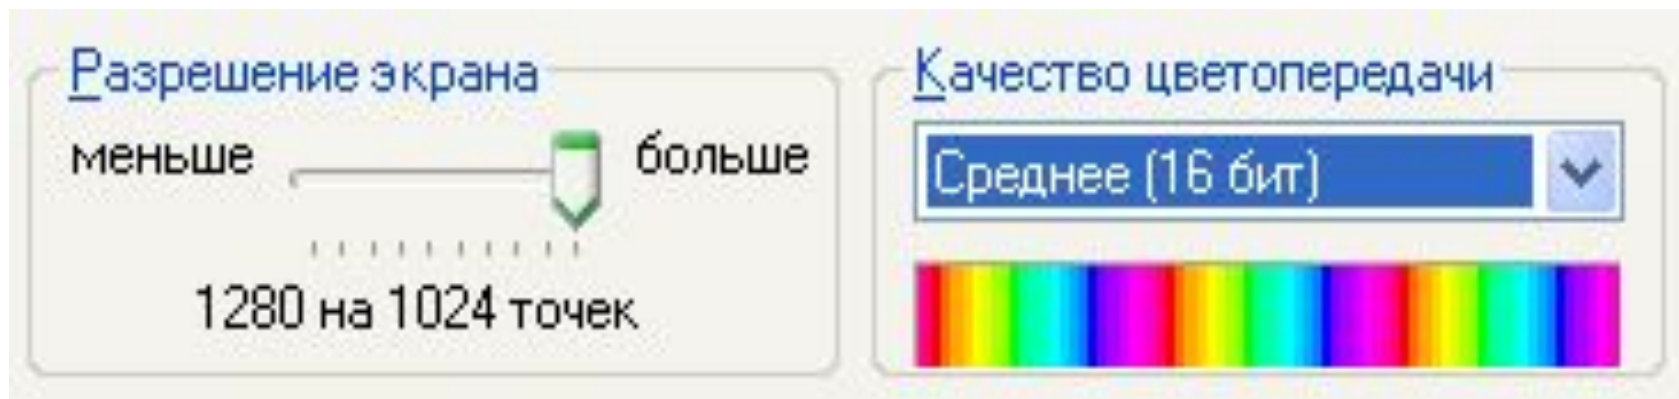 Разрешение экрана
меньше
больше
1280 на 1024 точек
Качество цветопередачи
Среднее (16 бит)